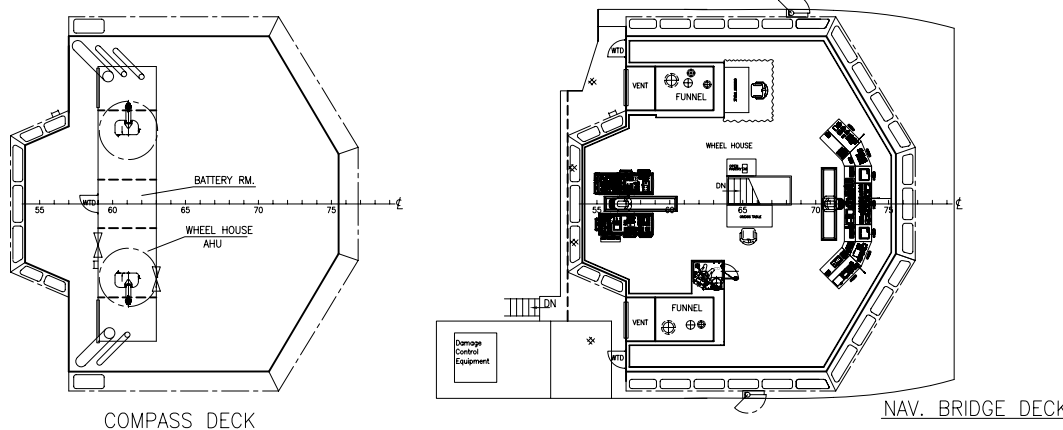 BATTERY RM.
WTD
55
60
65
70
75
℄
WHEEL HOUSE
AHU
COMPASS DECK
WTD
VENT
FUNNEL
WHEEL HOUSE
DN
55
60
65
70
75
℄
DN
VENT
FUNNEL
WTD
Damage
Control
Equipment
NAV. BRIDGE DECK